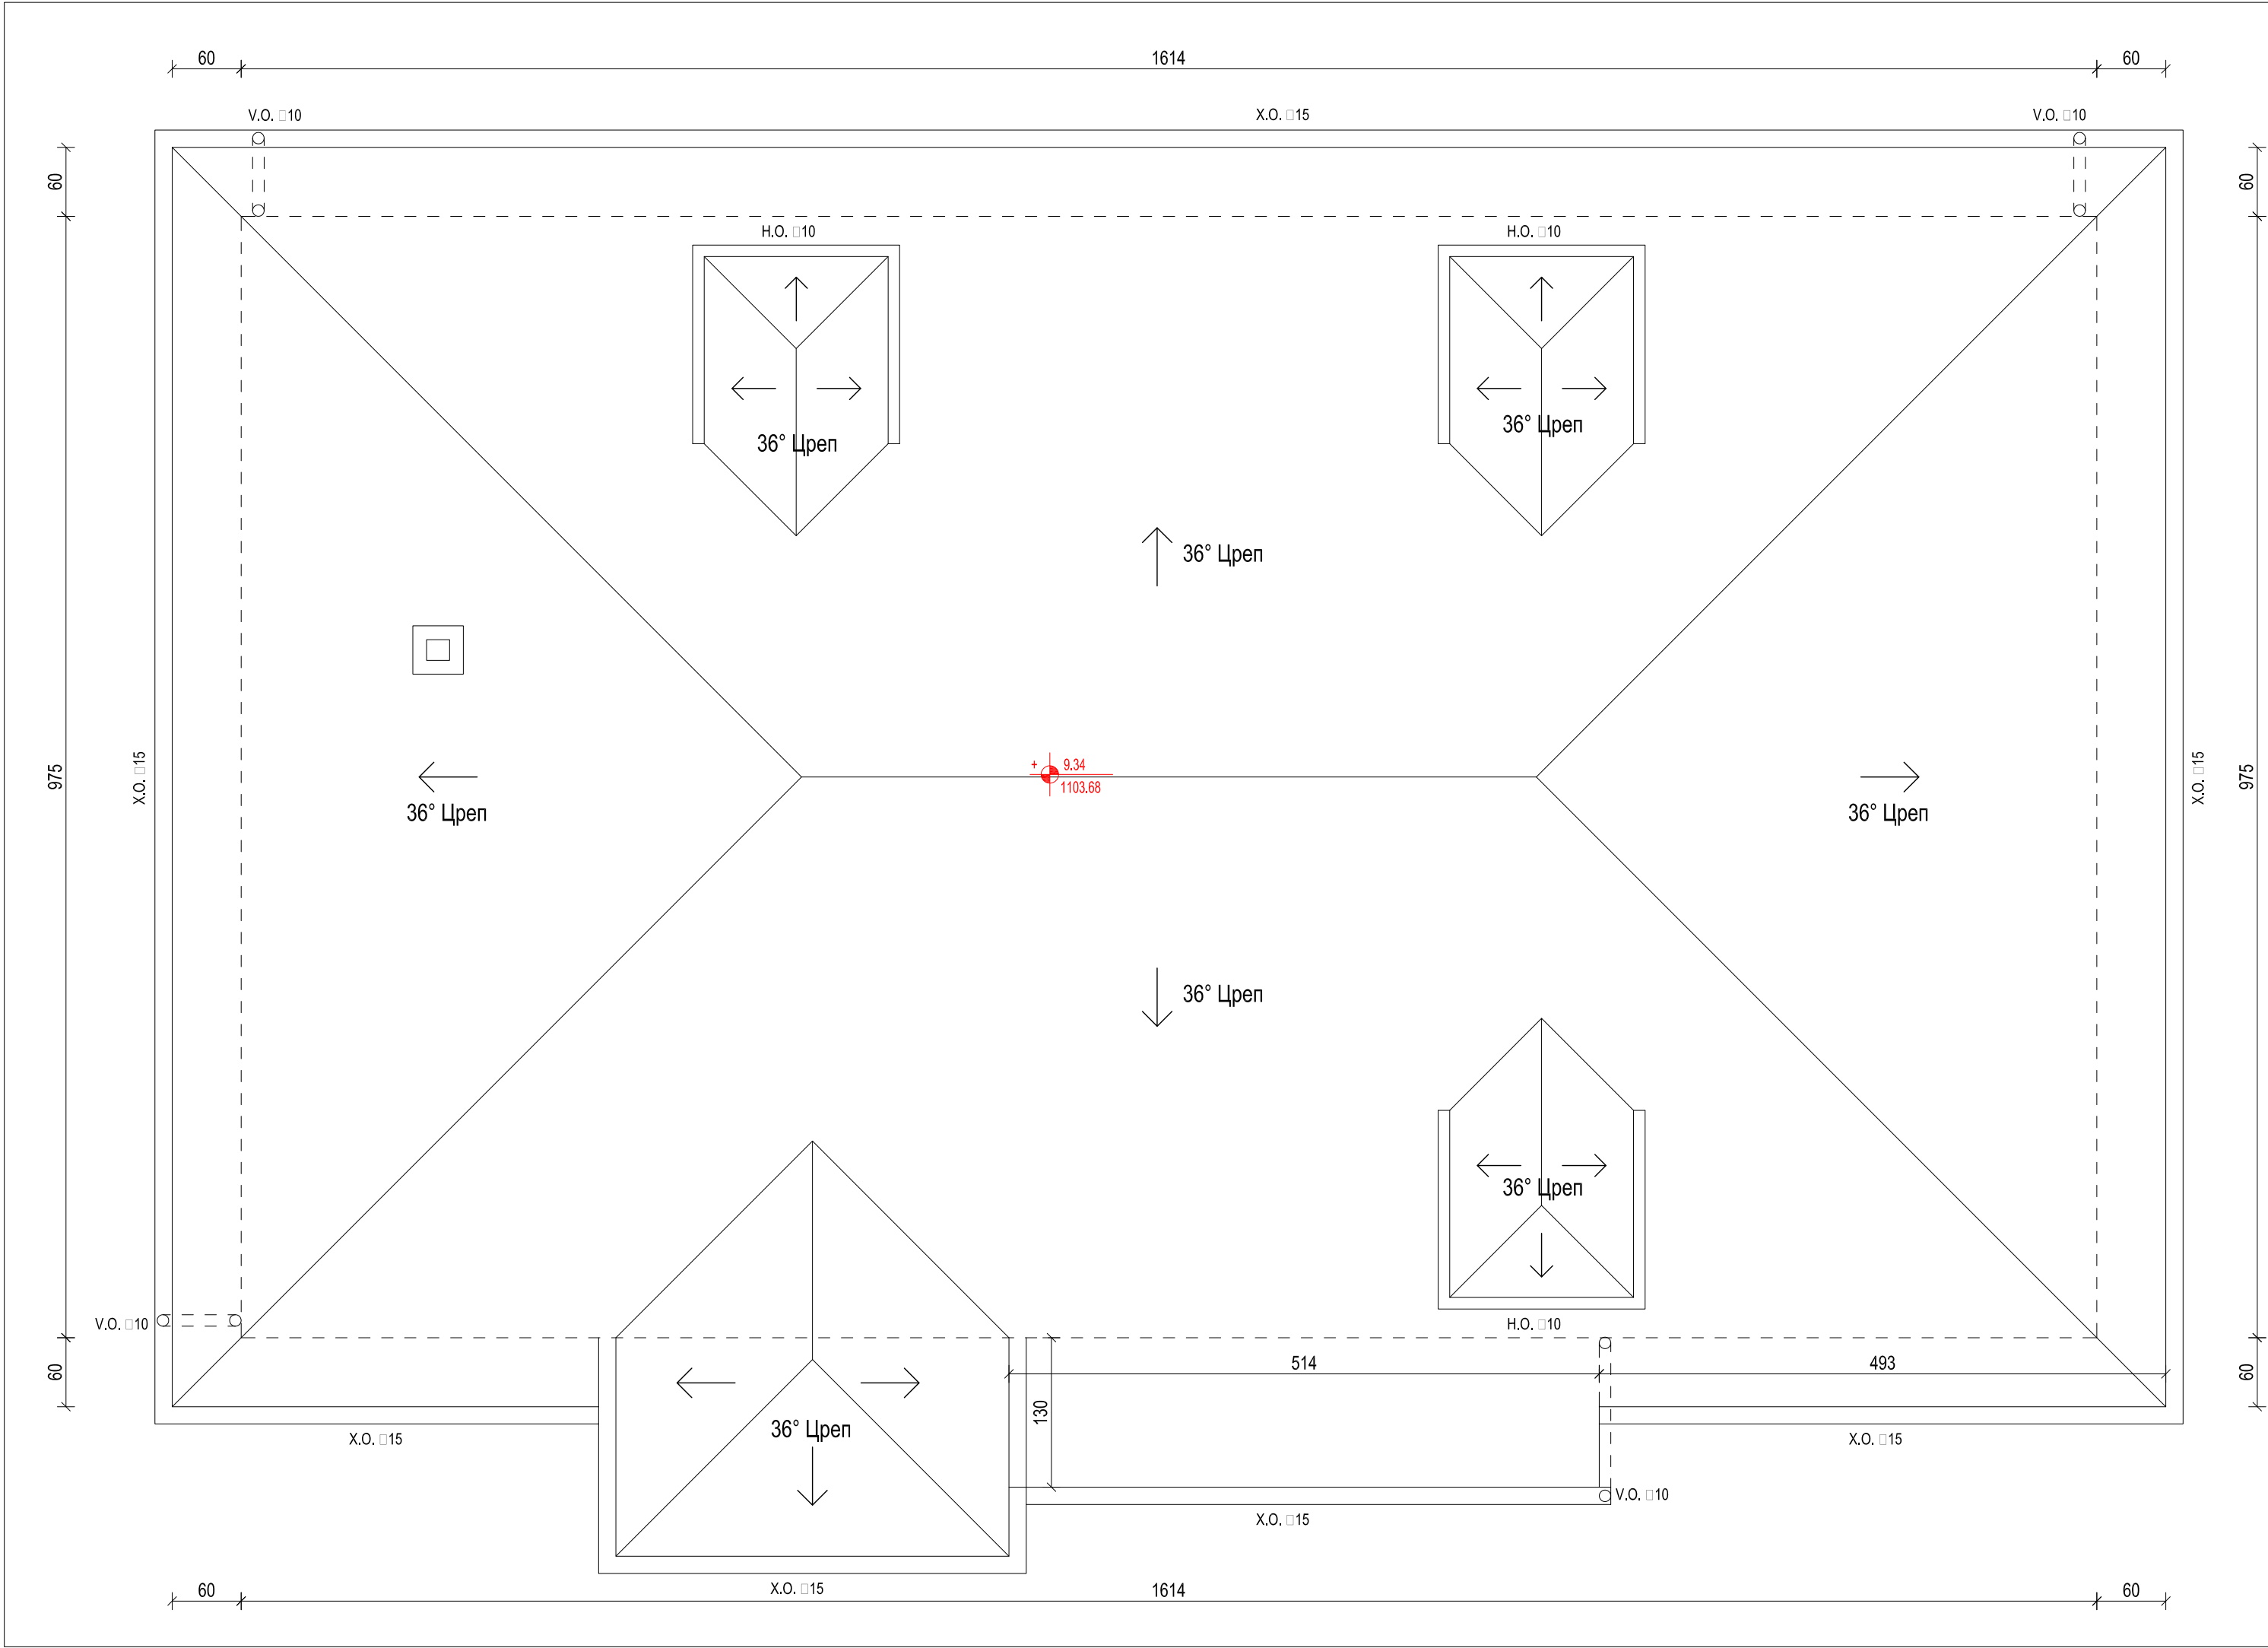 60 1614 60
V.O. □10 X.O. □15 V.O. □10
60 60
H.O. □10 H.O. □10
36° Цреп
36° Цреп
36° Цреп
975 X.O. □15
+ 9.34
1103.68
X.O. □15 975
36° Цреп 36° Цреп
36° Цреп
36° Цреп
V.O. □10 H.O. □10
60 514 493 60
130
36° Цреп
X.O. □15 X.O. □15
V.O. □10
X.O. □15
X.O. □15
60 1614 60